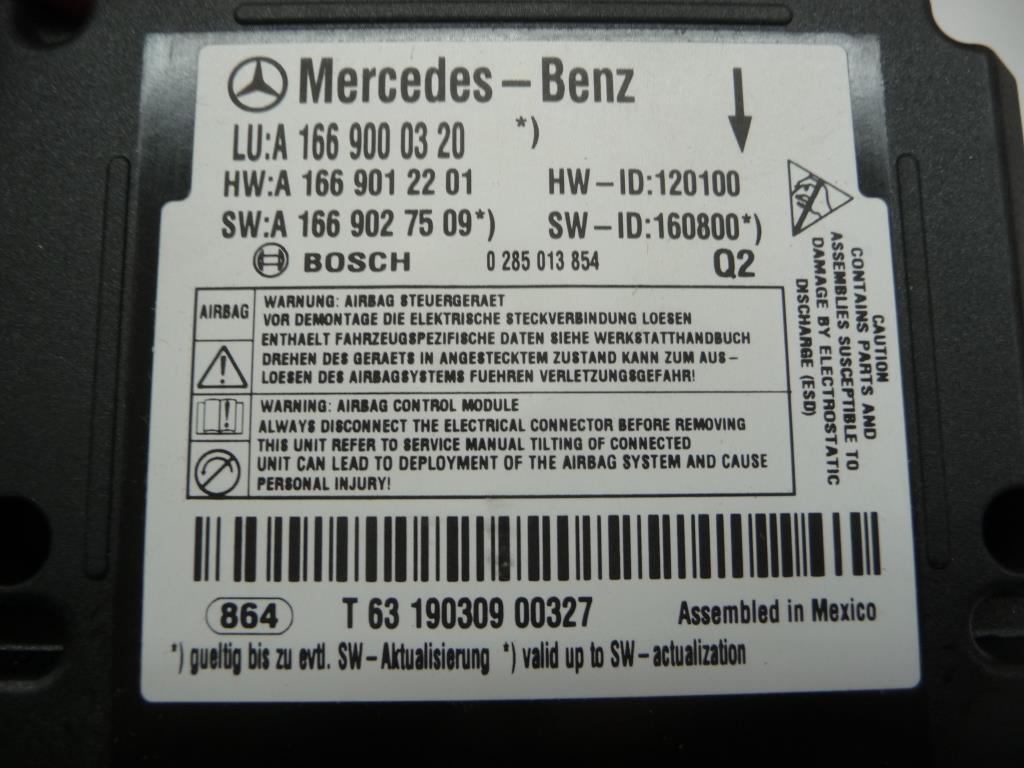 Mercedes-Benz
LU:A 166 900 03 20 *)
HW:A 166 901 22 01 HW-ID:120100
SW:A 166 902 75 09*) SW-ID:160800*)
BOSCH 0 285 013 854 Q2
AIRBAG
WARNUNG: AIRBAG STEUERGERAET
VOR DEMONTAGE DIE ELEKTRISCHE STECKVERBINDUNG LOESEN
ENTHAELT FAHRZEUGSPEZIFISCHE DATEN SIEHE WERKSTATTHANDBUCH
DREHEN DES GERAETS IN ANGESTECKTEM ZUSTAND KANN ZUM AUS-
LOESEN DES AIRBAGSYSTEMS FUEHREN VERLETZUNGSGEFAHR!
WARNING: AIRBAG CONTROL MODULE
ALWAYS DISCONNECT THE ELECTRICAL CONNECTOR BEFORE REMOVING
THIS UNIT REFER TO SERVICE MANUAL TILTING OF CONNECTED
UNIT CAN LEAD TO DEPLOYMENT OF THE AIRBAG SYSTEM AND CAUSE
PERSONAL INJURY!
CAUTION
CONTAINS PARTS AND
ASSEMBLIES SUSCEPTIBLE TO
DAMAGE BY ELECTROSTATIC
DISCHARGE (ESD)
864 T 63 190309 00327 Assembled in Mexico
*) gueltig bis zu evtl. SW-Aktualisierung *) valid up to SW-actualization